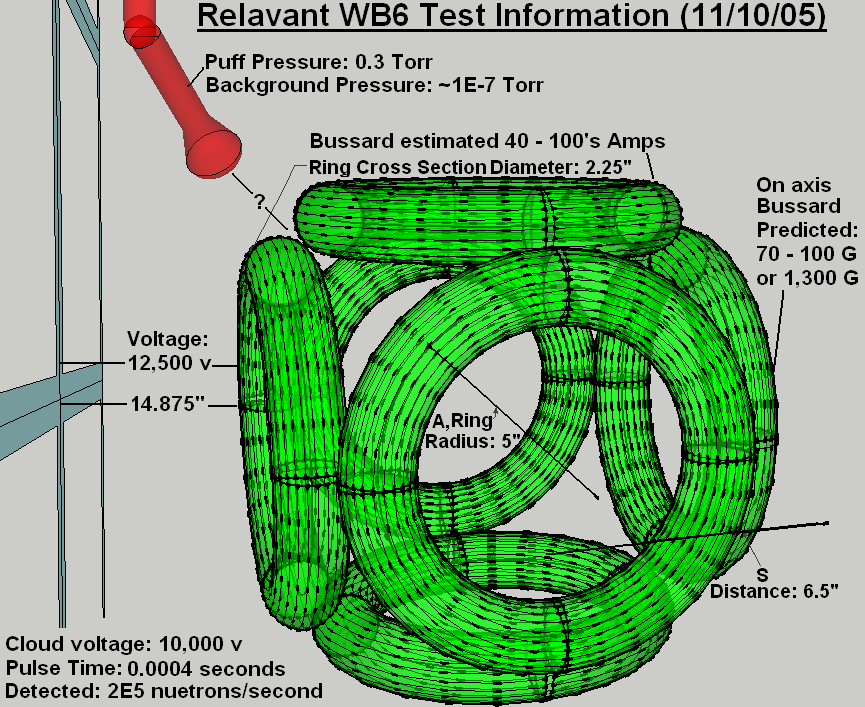 Relavant WB6 Test Information (11/10/05)
Puff Pressure: 0.3 Torr
Background Pressure: ~1E-7 Torr
Bussard estimated 40 - 100's Amps
Ring Cross Section Diameter: 2.25"
?
On axis
Bussard
Predicted:
70 - 100 G
or 1,300 G
Voltage:
12,500 v
14.875"
A,Ring
Radius: 5"
S
Distance: 6.5"
Cloud voltage: 10,000 v
Pulse Time: 0.0004 seconds
Detected: 2E5 nuetrons/second